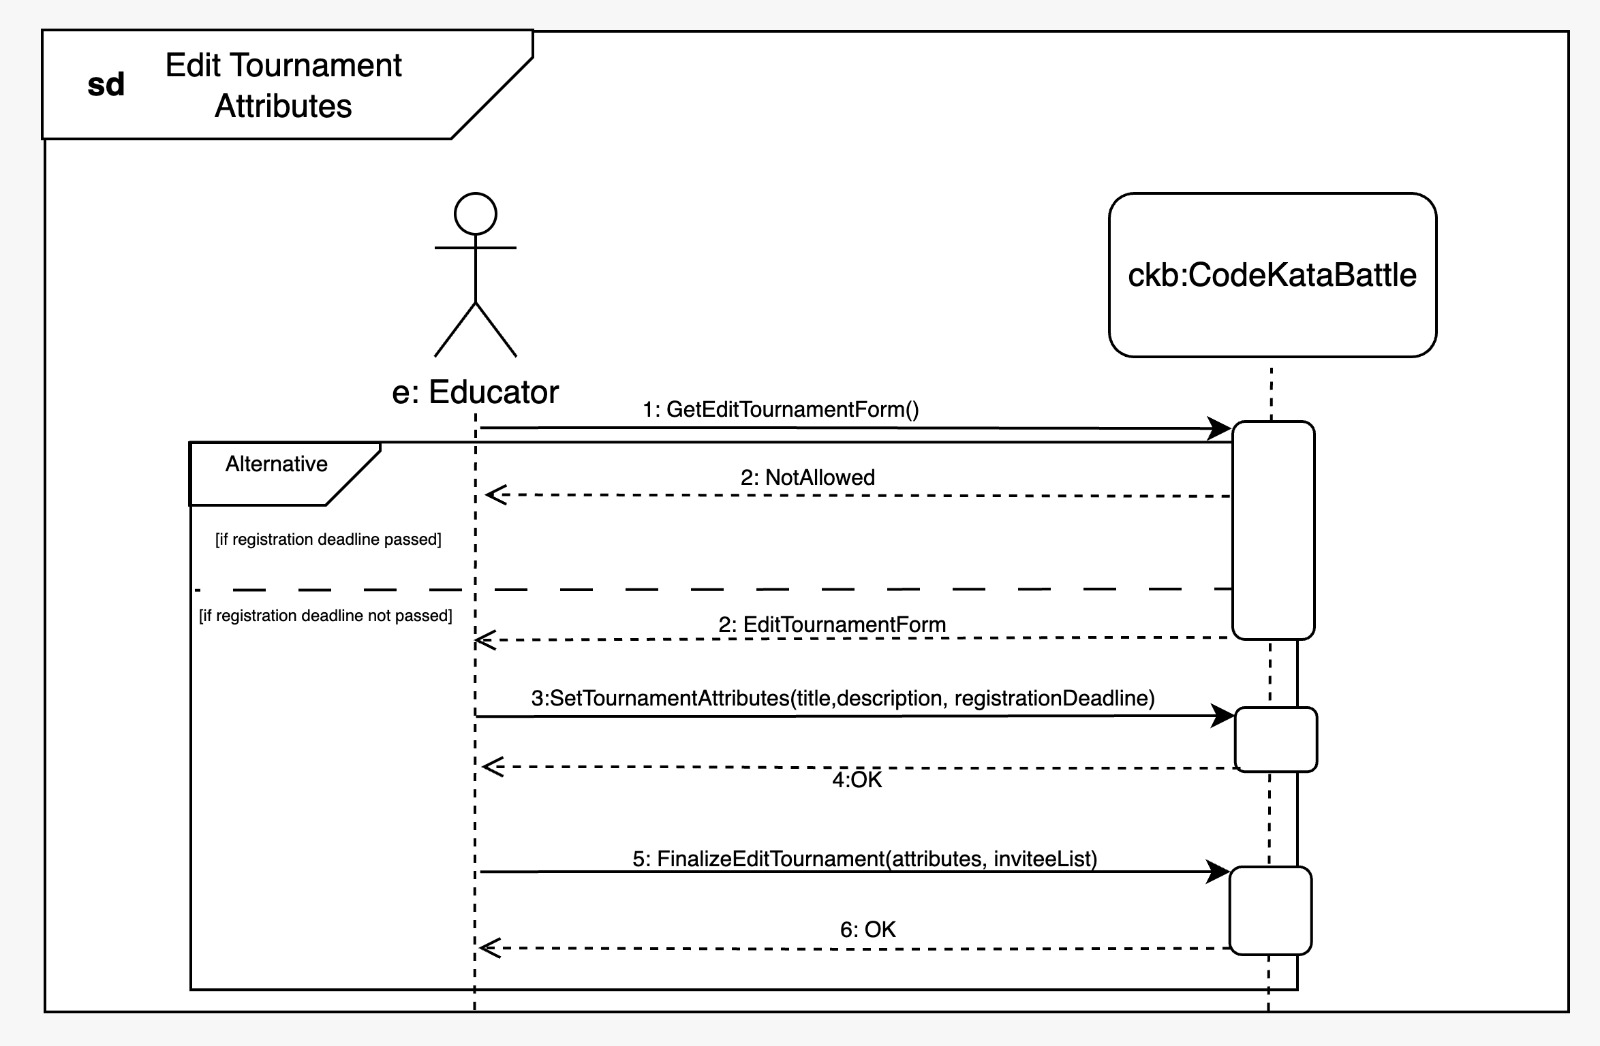 sd
Edit Tournament
Attributes
ckb:CodeKataBattle
e: Educator
1: GetEditTournamentForm()
Alternative
2: NotAllowed
[if registration deadline passed]
[if registration deadline not passed]
2: EditTournamentForm
3:SetTournamentAttributes(title,description, registrationDeadline)
4:OK
5: FinalizeEditTournament(attributes, inviteeList)
6: OK